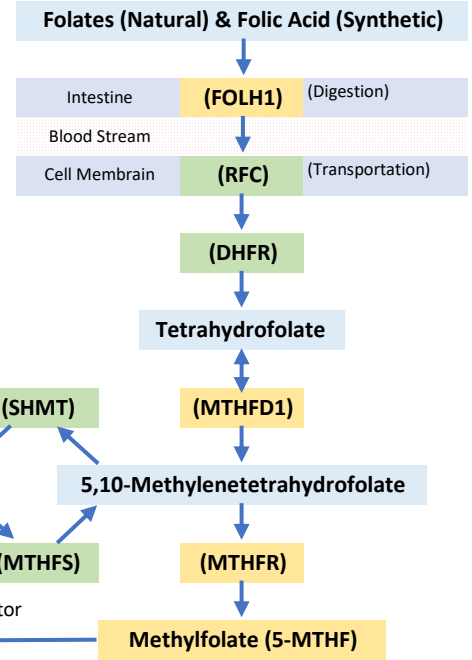 Folates (Natural) & Folic Acid (Synthetic)
Intestine (FOLH1) (Digestion)
Blood Stream
Cell Membrain (RFC) (Transportation)
(DHFR)
Tetrahydrofolate
(SHMT) (MTHFD1)
5,10-Methylenetetrahydrofolate
(MTHFS) (MTHFR)
tor
Methylfolate (5-MTHF)